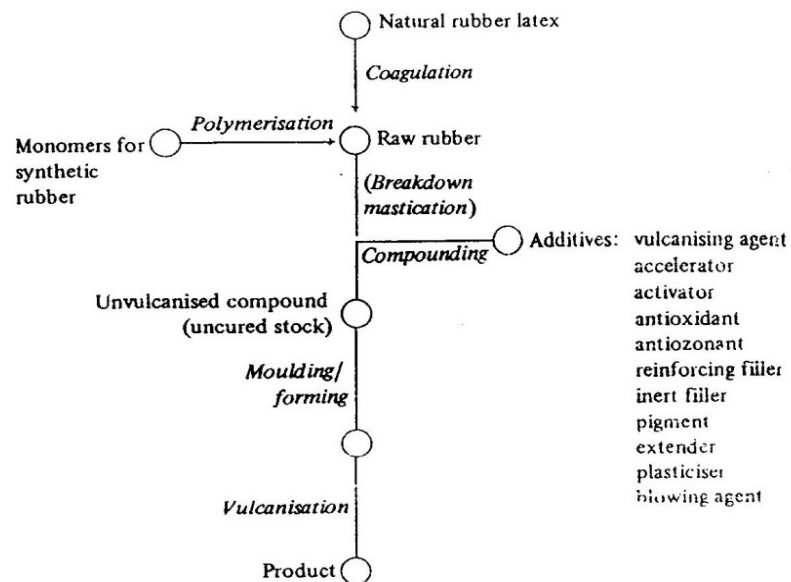 Natural rubber latex
Coagulation
Polymerisation
Monomers for
synthetic
rubber
Raw rubber
(Breakdown
mastication)
Compounding
Additives: vulcanising agent
accelerator
activator
antioxidant
antiozonant
reinforcing filler
inert filler
pigment
extender
plasticiser
blowing agent
Unvulcanised compound
(uncured stock)
Moulding/
forming
Vulcanisation
Product